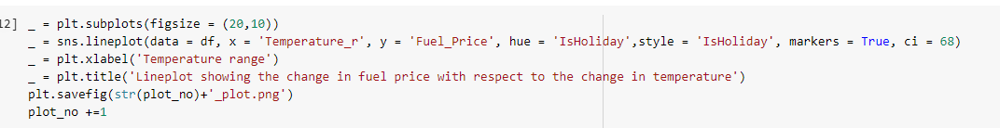 12] _ = plt.subplots(figsize = (20,10))
_ = sns.lineplot(data = df, x = 'Temperature_r', y = 'Fuel_Price', hue = 'IsHoliday',style = 'IsHoliday', markers = True, ci = 68)
_ = plt.xlabel('Temperature range')
_ = plt.title('Lineplot showing the change in fuel price with respect to the change in temperature')
plt.savefig(str(plot_no)+'_plot.png')
plot_no +=1